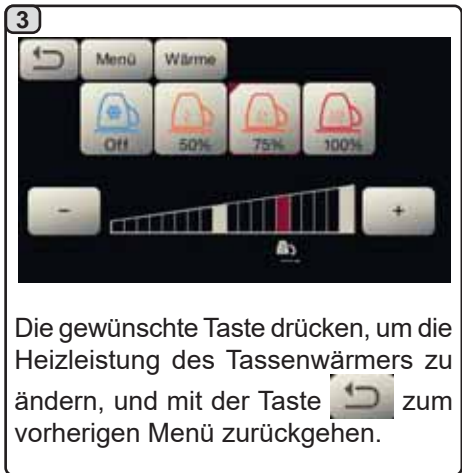 3
Menü Wärme
Off 50% 75% 100%
- +
Die gewünschte Taste drücken, um die
Heizleistung des Tassenwärmers zu
ändern, und mit der Taste zum
vorherigen Menü zurückgehen.